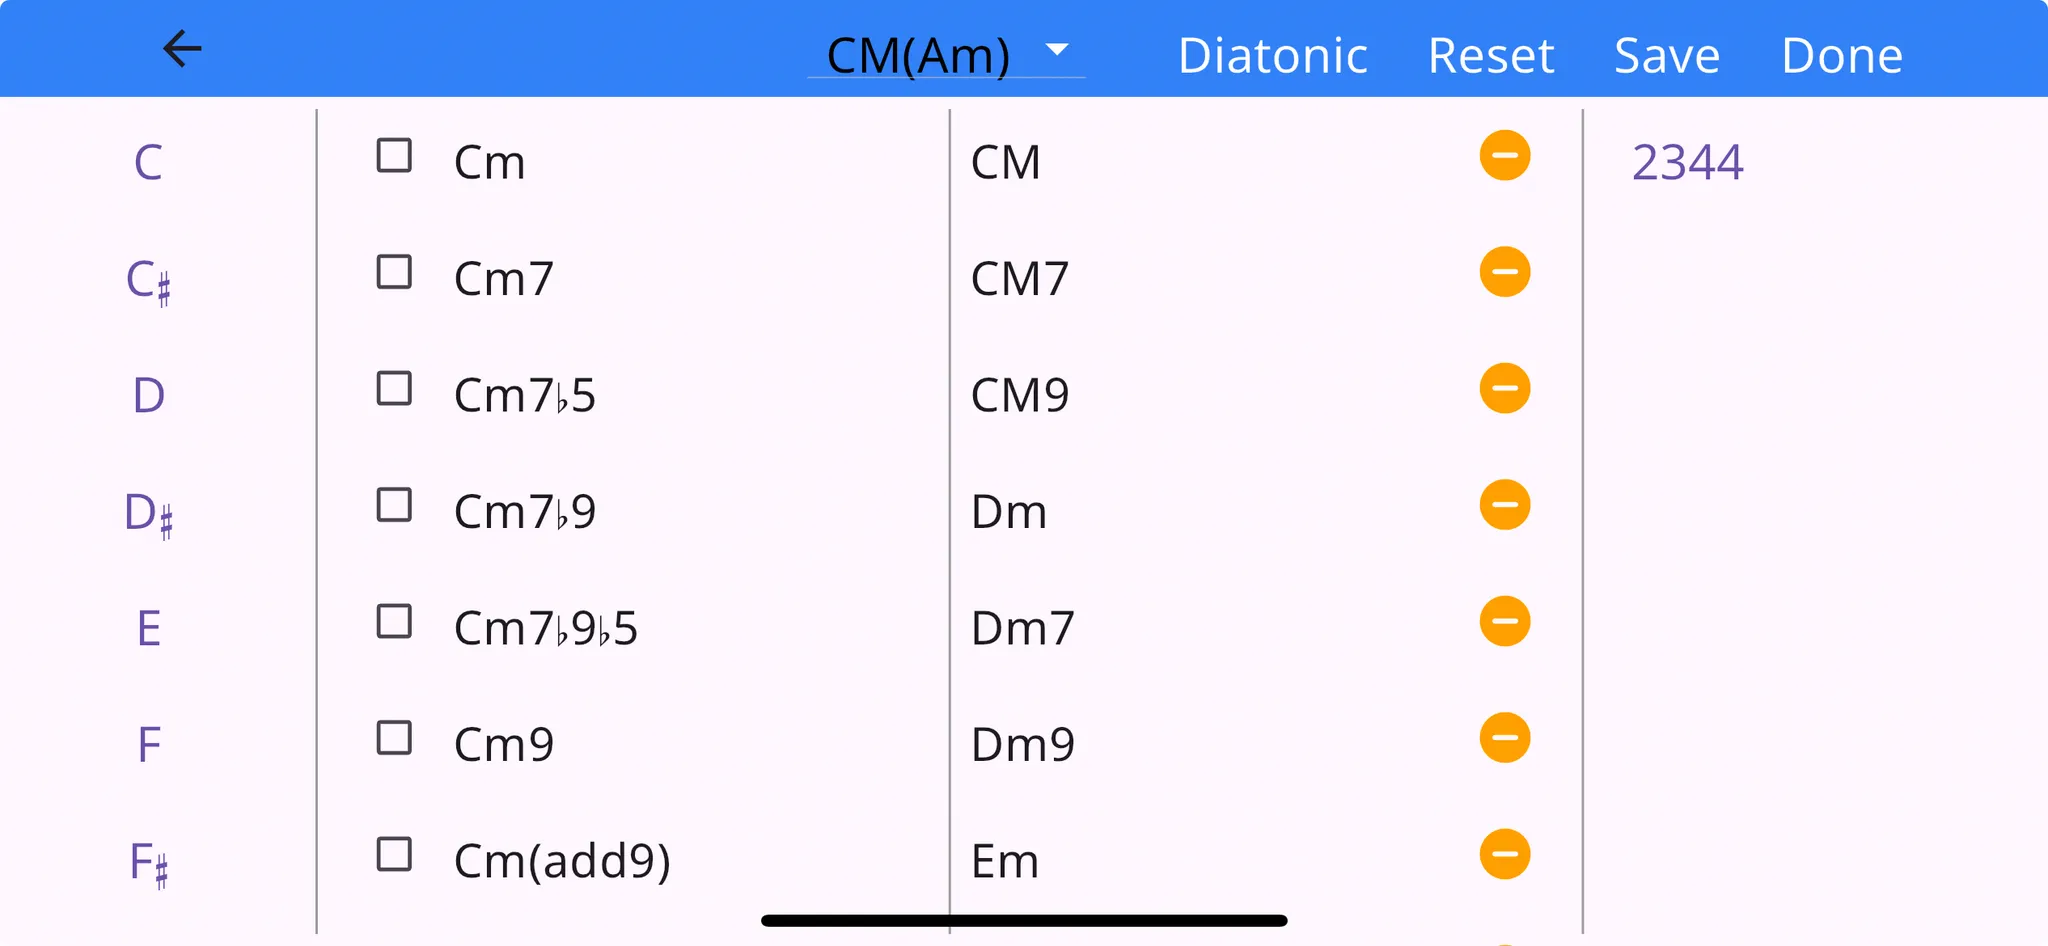 CM(Am) Diatonic Reset Save Done
C Cm CM 2344
C♯ Cm7 CM7
D Cm7♭5 CM9
D♯ Cm7♭9 Dm
E Cm7♭9♭5 Dm7
F Cm9 Dm9
F♯ Cm(add9) Em